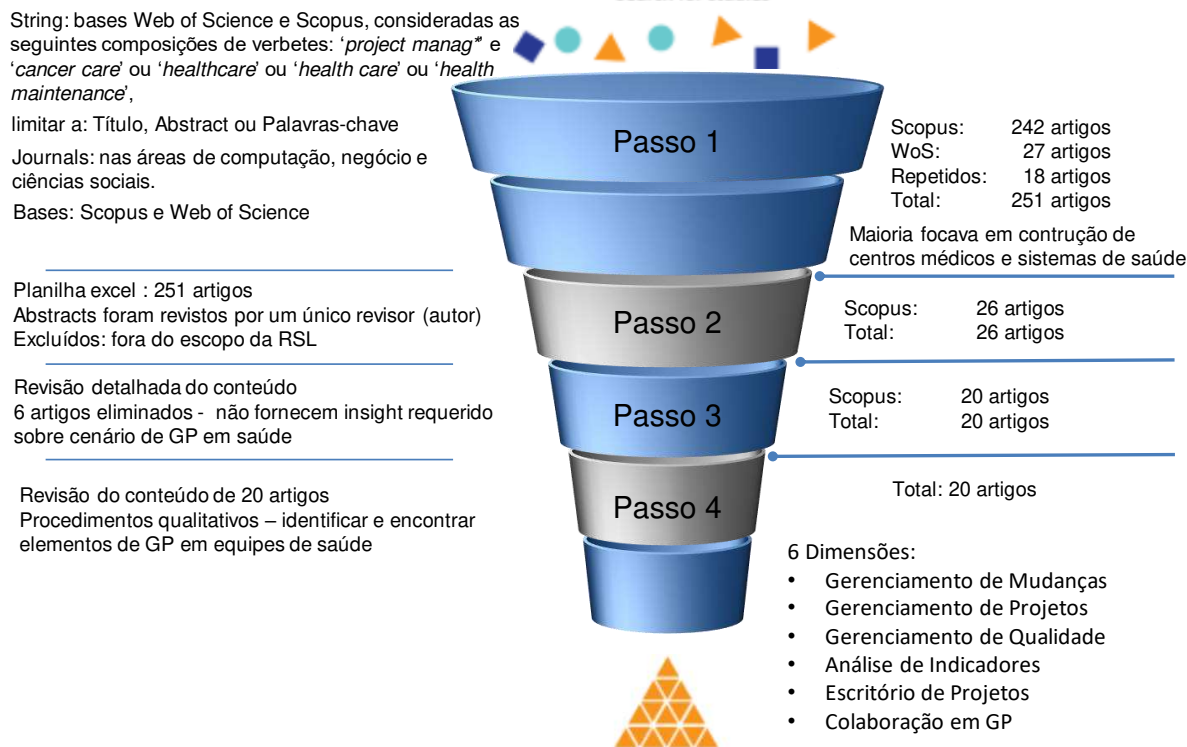 String: bases Web of Science e Scopus, consideradas as
seguintes composições de verbetes: ‘project manag*’ e
‘cancer care’ ou ‘healthcare’ ou ‘health care’ ou ‘health
maintenance’,
limitar a: Título, Abstract ou Palavras-chave
Journals: nas áreas de computação, negócio e
ciências sociais.
Bases: Scopus e Web of Science
Passo 1
Scopus: 242 artigos
WoS: 27 artigos
Repetidos: 18 artigos
Total: 251 artigos
Maioria focava em contrução de
centros médicos e sistemas de saúde
Planilha excel : 251 artigos
Abstracts foram revistos por um único revisor (autor)
Excluídos: fora do escopo da RSL
Passo 2
Scopus: 26 artigos
Total: 26 artigos
Revisão detalhada do conteúdo
6 artigos eliminados - não fornecem insight requerido
sobre cenário de GP em saúde
Passo 3
Scopus: 20 artigos
Total: 20 artigos
Revisão do conteúdo de 20 artigos
Procedimentos qualitativos – identificar e encontrar
elementos de GP em equipes de saúde
Passo 4
Total: 20 artigos
6 Dimensões:
• Gerenciamento de Mudanças
• Gerenciamento de Projetos
• Gerenciamento de Qualidade
• Análise de Indicadores
• Escritório de Projetos
• Colaboração em GP